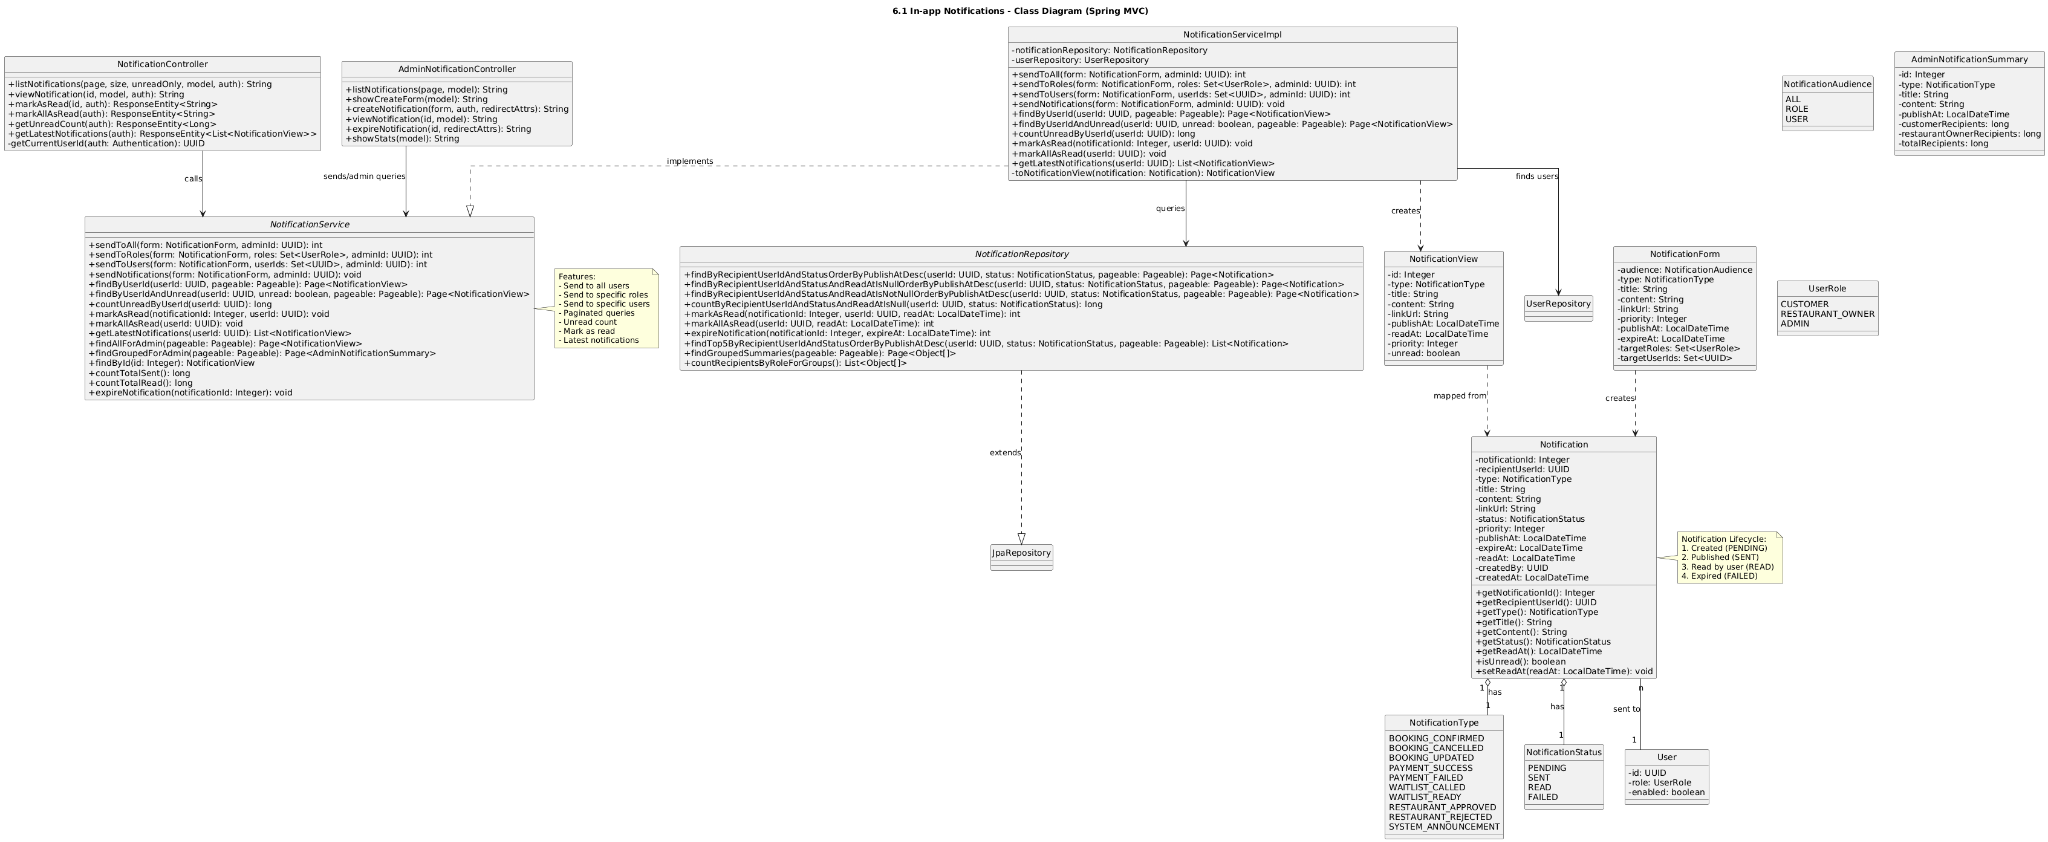 6.1 In-app Notifications - Class Diagram (Spring MVC)
NotificationController
+listNotifications(page, size, unreadOnly, model, auth): String
+viewNotification(id, model, auth): String
+markAsRead(id, auth): ResponseEntity<String>
+markAllAsRead(auth): ResponseEntity<String>
+getUnreadCount(auth): ResponseEntity<Long>
+getLatestNotifications(auth): ResponseEntity<List<NotificationView>>
-getCurrentUserId(auth: Authentication): UUID
AdminNotificationController
+listNotifications(page, model): String
+showCreateForm(model): String
+createNotification(form, auth, redirectAttrs): String
+viewNotification(id, model): String
+expireNotification(id, redirectAttrs): String
+showStats(model): String
NotificationServiceImpl
-notificationRepository: NotificationRepository
-userRepository: UserRepository
+sendToAll(form: NotificationForm, adminId: UUID): int
+sendToRoles(form: NotificationForm, roles: Set<UserRole>, adminId: UUID): int
+sendToUsers(form: NotificationForm, userIds: Set<UUID>, adminId: UUID): int
+sendNotifications(form: NotificationForm, adminId: UUID): void
+findByUserId(userId: UUID, pageable: Pageable): Page<NotificationView>
+findByUserIdAndUnread(userId: UUID, unread: boolean, pageable: Pageable): Page<NotificationView>
+countUnreadByUserId(userId: UUID): long
+markAsRead(notificationId: Integer, userId: UUID): void
+markAllAsRead(userId: UUID): void
+getLatestNotifications(userId: UUID): List<NotificationView>
-toNotificationView(notification: Notification): NotificationView
NotificationAudience
ALL
ROLE
USER
AdminNotificationSummary
-id: Integer
-type: NotificationType
-title: String
-content: String
-publishAt: LocalDateTime
-customerRecipients: long
-restaurantOwnerRecipients: long
-totalRecipients: long
calls
sends/admin queries
implements
queries
creates
finds users
NotificationService
+sendToAll(form: NotificationForm, adminId: UUID): int
+sendToRoles(form: NotificationForm, roles: Set<UserRole>, adminId: UUID): int
+sendToUsers(form: NotificationForm, userIds: Set<UUID>, adminId: UUID): int
+sendNotifications(form: NotificationForm, adminId: UUID): void
+findByUserId(userId: UUID, pageable: Pageable): Page<NotificationView>
+findByUserIdAndUnread(userId: UUID, unread: boolean, pageable: Pageable): Page<NotificationView>
+countUnreadByUserId(userId: UUID): long
+markAsRead(notificationId: Integer, userId: UUID): void
+markAllAsRead(userId: UUID): void
+getLatestNotifications(userId: UUID): List<NotificationView>
+findAllForAdmin(pageable: Pageable): Page<NotificationView>
+findGroupedForAdmin(pageable: Pageable): Page<AdminNotificationSummary>
+findById(id: Integer): NotificationView
+countTotalSent(): long
+countTotalRead(): long
+expireNotification(notificationId: Integer): void
Features:
- Send to all users
- Send to specific roles
- Send to specific users
- Paginated queries
- Unread count
- Mark as read
- Latest notifications
NotificationRepository
+findByRecipientUserIdAndStatusOrderByPublishAtDesc(userId: UUID, status: NotificationStatus, pageable: Pageable): Page<Notification>
+findByRecipientUserIdAndStatusAndReadAtIsNullOrderByPublishAtDesc(userId: UUID, status: NotificationStatus, pageable: Pageable): Page<Notification>
+findByRecipientUserIdAndStatusAndReadAtIsNotNullOrderByPublishAtDesc(userId: UUID, status: NotificationStatus, pageable: Pageable): Page<Notification>
+countByRecipientUserIdAndStatusAndReadAtIsNull(userId: UUID, status: NotificationStatus): long
+markAsRead(notificationId: Integer, userId: UUID, readAt: LocalDateTime): int
+markAllAsRead(userId: UUID, readAt: LocalDateTime): int
+expireNotification(notificationId: Integer, expireAt: LocalDateTime): int
+findTop5ByRecipientUserIdAndStatusOrderByPublishAtDesc(userId: UUID, status: NotificationStatus, pageable: Pageable): List<Notification>
+findGroupedSummaries(pageable: Pageable): Page<Object[]>
+countRecipientsByRoleForGroups(): List<Object[]>
NotificationView
-id: Integer
-type: NotificationType
-title: String
-content: String
-linkUrl: String
-publishAt: LocalDateTime
-readAt: LocalDateTime
-priority: Integer
-unread: boolean
UserRepository
NotificationForm
-audience: NotificationAudience
-type: NotificationType
-title: String
-content: String
-linkUrl: String
-priority: Integer
-publishAt: LocalDateTime
-expireAt: LocalDateTime
-targetRoles: Set<UserRole>
-targetUserIds: Set<UUID>
UserRole
CUSTOMER
RESTAURANT_OWNER
ADMIN
extends
mapped from
creates
JpaRepository
Notification
-notificationId: Integer
-recipientUserId: UUID
-type: NotificationType
-title: String
-content: String
-linkUrl: String
-status: NotificationStatus
-priority: Integer
-publishAt: LocalDateTime
-expireAt: LocalDateTime
-readAt: LocalDateTime
-createdBy: UUID
-createdAt: LocalDateTime
+getNotificationId(): Integer
+getRecipientUserId(): UUID
+getType(): NotificationType
+getTitle(): String
+getContent(): String
+getStatus(): NotificationStatus
+getReadAt(): LocalDateTime
+isUnread(): boolean
+setReadAt(readAt: LocalDateTime): void
Notification Lifecycle:
1. Created (PENDING)
2. Published (SENT)
3. Read by user (READ)
4. Expired (FAILED)
1
has
1
1
has
1
n
sent to
1
NotificationType
BOOKING_CONFIRMED
BOOKING_CANCELLED
BOOKING_UPDATED
PAYMENT_SUCCESS
PAYMENT_FAILED
WAITLIST_CALLED
WAITLIST_READY
RESTAURANT_APPROVED
RESTAURANT_REJECTED
SYSTEM_ANNOUNCEMENT
NotificationStatus
PENDING
SENT
READ
FAILED
User
-id: UUID
-role: UserRole
-enabled: boolean